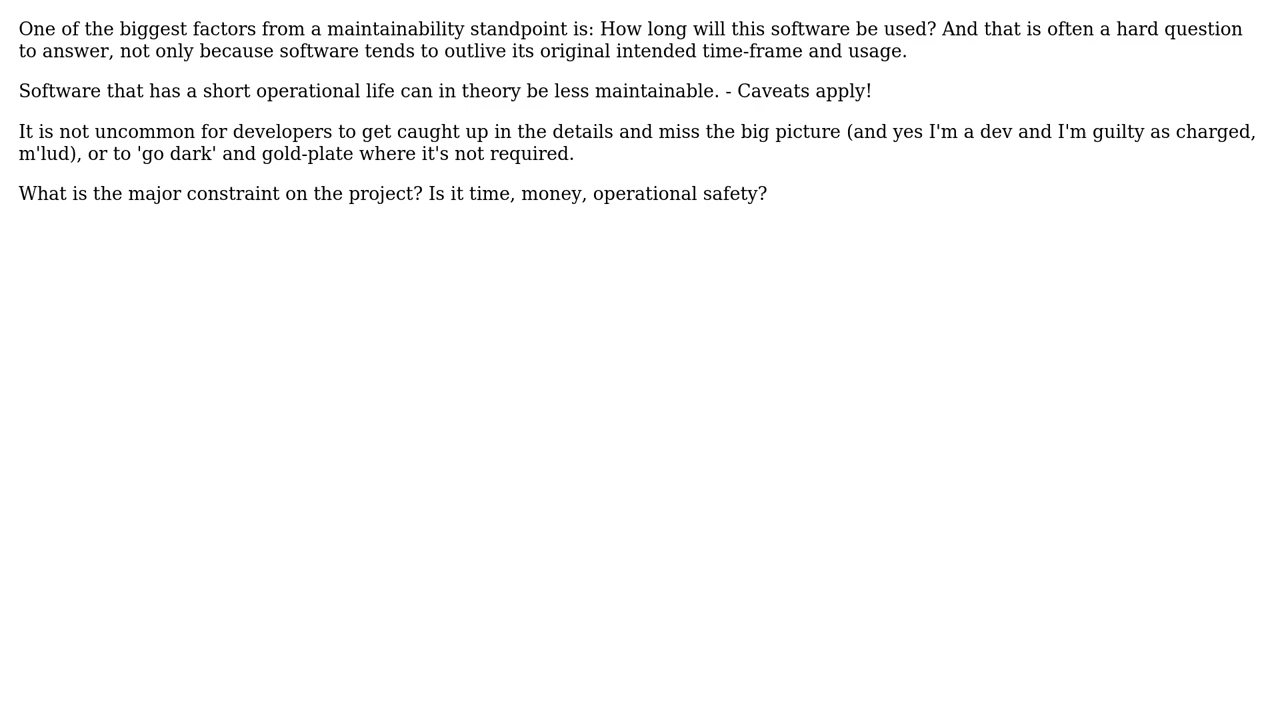 One of the biggest factors from a maintainability standpoint is: How long will this software be used? And that is often a hard question
to answer, not only because software tends to outlive its original intended time-frame and usage.
Software that has a short operational life can in theory be less maintainable. - Caveats apply!
It is not uncommon for developers to get caught up in the details and miss the big picture (and yes I'm a dev and I'm guilty as charged,
m'lud), or to 'go dark' and gold-plate where it's not required.
What is the major constraint on the project? Is it time, money, operational safety?